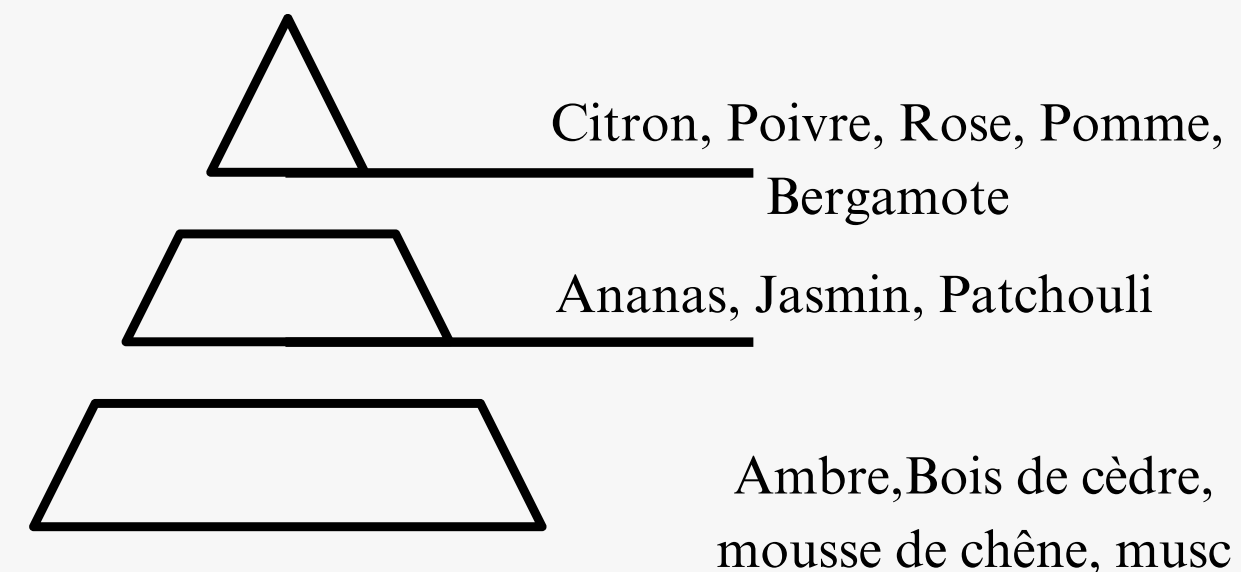 Citron, Poivre, Rose, Pomme,
Bergamote
Ananas, Jasmin, Patchouli
Ambre,Bois de cèdre,
mousse de chêne, musc